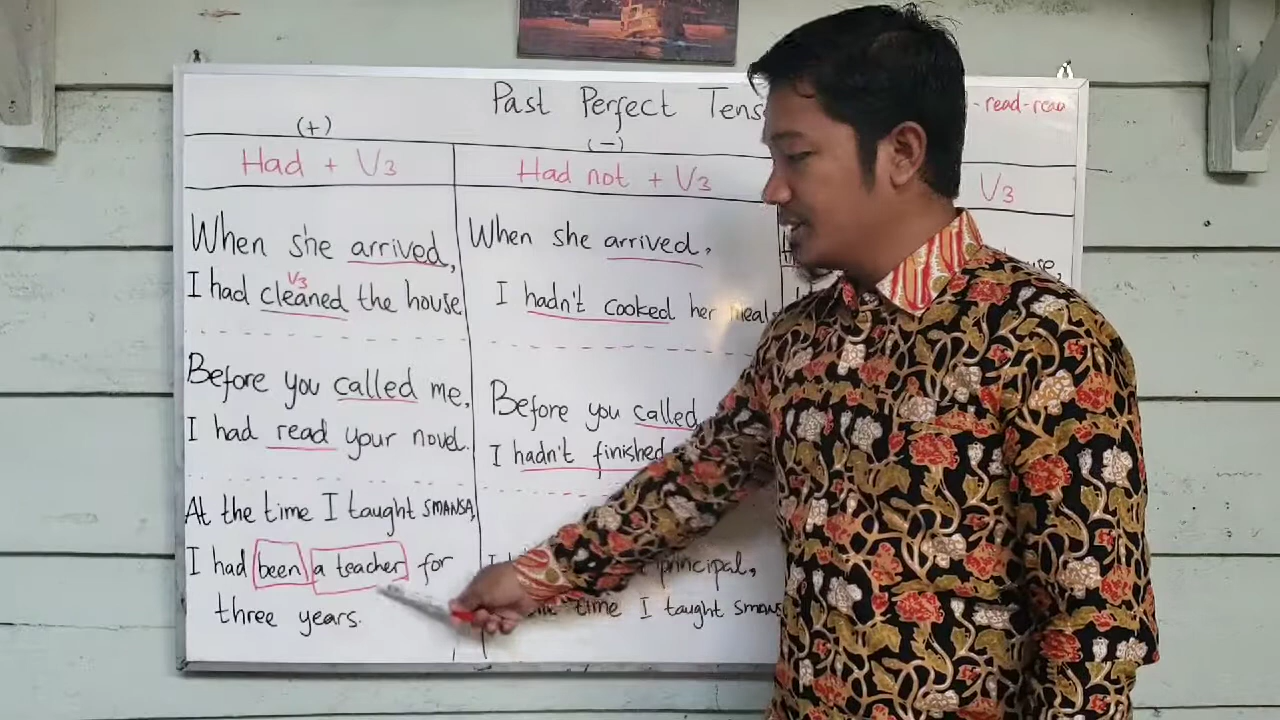 Past Perfect Tense
- read-read
(+)
(-)
Had + V3
Had not + V3
V3
When she arrived,
V3
I had cleaned the house
Before you called me,
I had read your novel.
At the time I taught SMANSA,
I had been a teacher for
three years.
When she arrived,
I hadn't cooked her meal.
Before you called
I hadn't finished
principal,
time I taught SMANSA